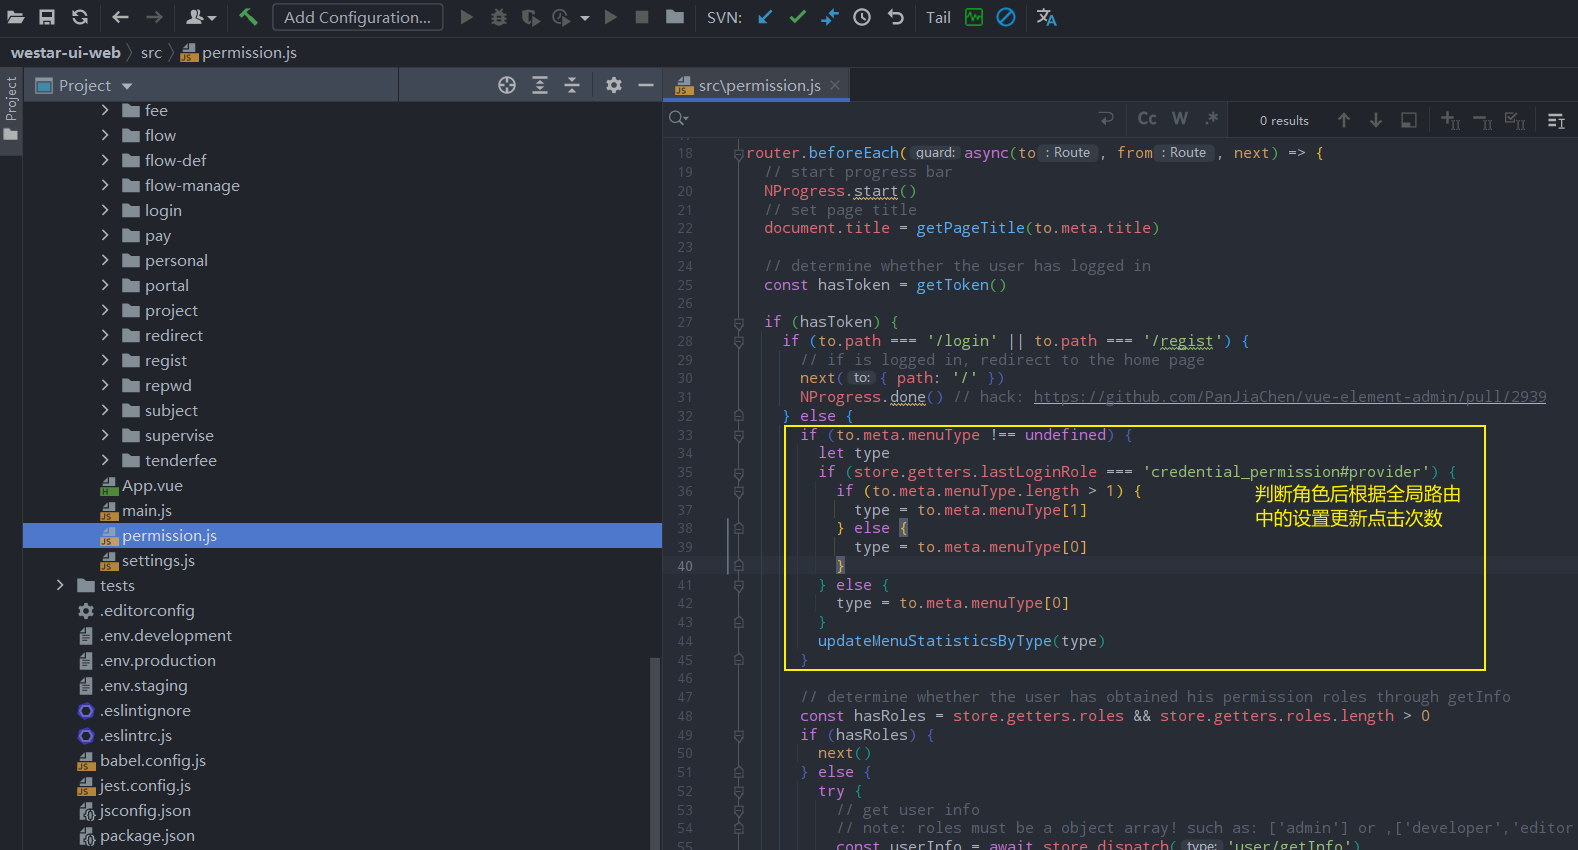 Add Configuration...
SVN:
Tail
westar-ui-web
src
permission.js
Project
Project
fee
flow
flow-def
flow-manage
login
pay
personal
portal
project
redirect
regist
repwd
subject
supervise
tenderfee
App.vue
main.js
permission.js
settings.js
tests
.editorconfig
.env.development
.env.production
.env.staging
.eslintignore
.eslintrc.js
babel.config.js
jest.config.js
jsconfig.json
package.json
src\permission.js
Cc W .*
0 results
18 router.beforeEach( guard: async(to : Route , from : Route , next) => {
19 // start progress bar
20 NProgress.start()
21 // set page title
22 document.title = getPageTitle(to.meta.title)
23
24 // determine whether the user has logged in
25 const hasToken = getToken()
26
27 if (hasToken) {
28 if (to.path === '/login' || to.path === '/regist') {
29 // if is logged in, redirect to the home page
30 next( to: { path: '/' })
31 NProgress.done() // hack: https://github.com/PanJiaChen/vue-element-admin/pull/2939
32 } else {
33 if (to.meta.menuType !== undefined) {
34 let type
35 if (store.getters.lastLoginRole === 'credential_permission#provider') {
36 if (to.meta.menuType.length > 1) {
37 type = to.meta.menuType[1]
38 } else {
39 type = to.meta.menuType[0]
40 }
41 } else {
42 type = to.meta.menuType[0]
43 }
44 updateMenuStatisticsByType(type)
45 }
46
47 // determine whether the user has obtained his permission roles through getInfo
48 const hasRoles = store.getters.roles && store.getters.roles.length > 0
49 if (hasRoles) {
50 next()
51 } else {
52 try {
53 // get user info
54 // note: roles must be a object array! such as: ['admin'] or ,['developer','editor
55 const userInfo = await store.dispatch( type: 'user/getInfo')
判断角色后根据全局路由
中的设置更新点击次数